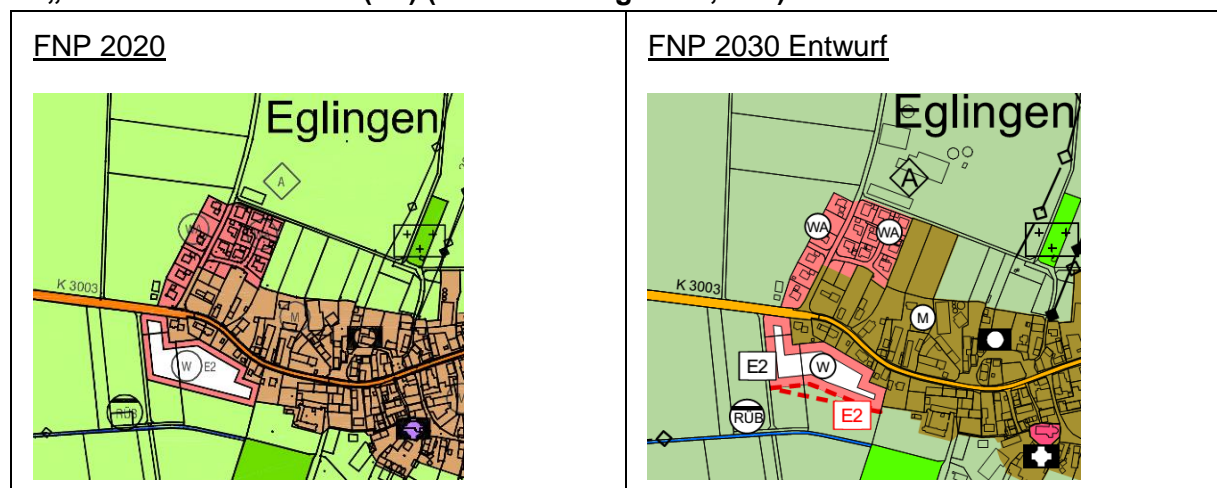 FNP 2020
FNP 2030 Entwurf
Eglingen
A
WA
K 3003
M
W E2
RÜB
Eglingen
A
WA
WA
K 3003
M
E2
W
E2
RÜB